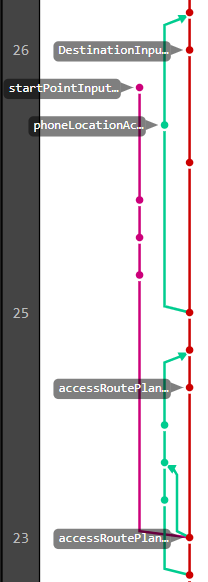 26
DestinationInpu…
startPointInput…
phoneLocationAc…
25
accessRoutePlan…
accessRoutePlan…
23